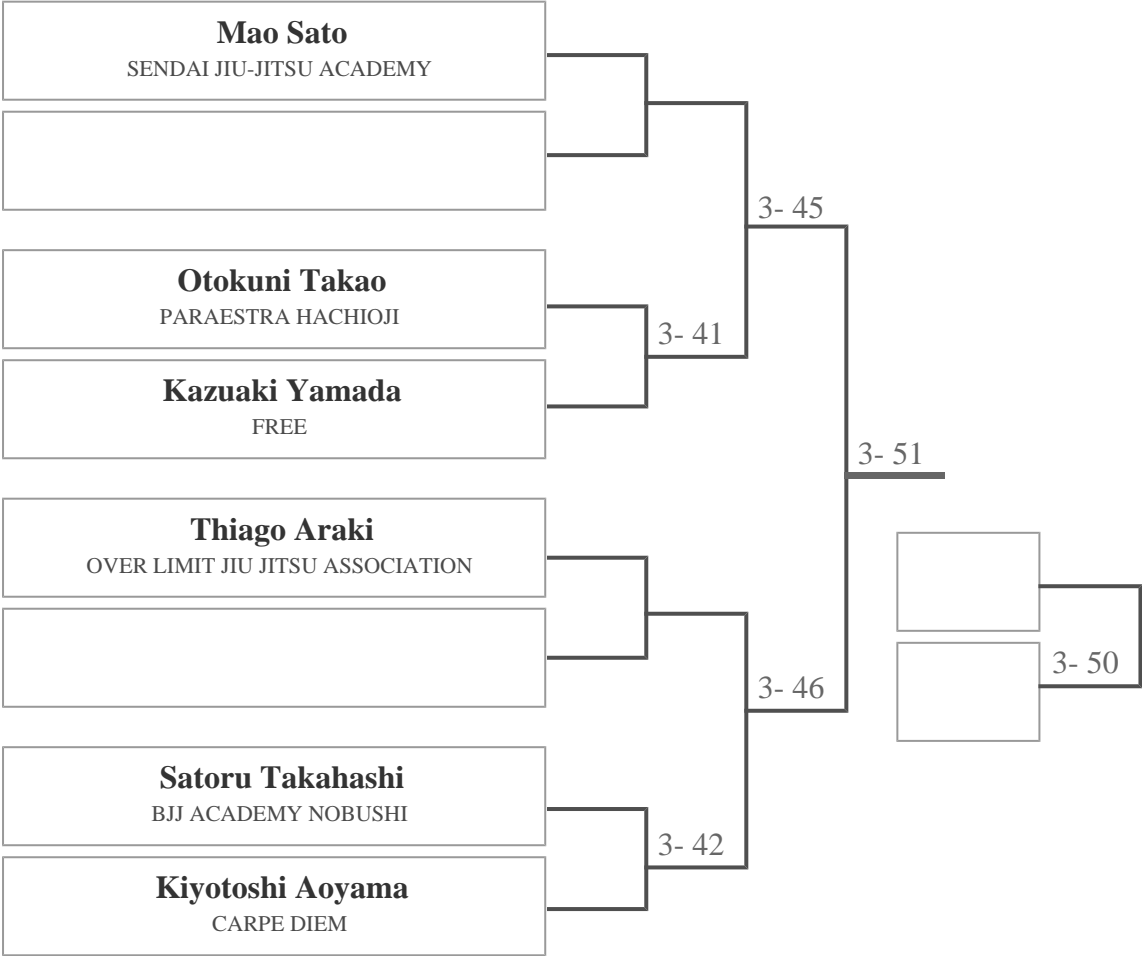 Mao Sato
SENDAI JIU-JITSU ACADEMY
3- 45
Otokuni Takao
PARAESTRA HACHIOJI
3- 41
Kazuaki Yamada
FREE
3- 51
Thiago Araki
OVER LIMIT JIU JITSU ASSOCIATION
3- 50
3- 46
Satoru Takahashi
BJJ ACADEMY NOBUSHI
3- 42
Kiyotoshi Aoyama
CARPE DIEM